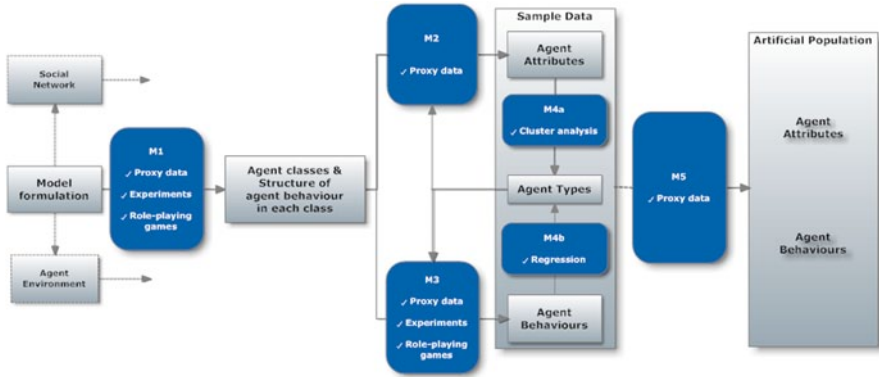 Social
Network
Model
formulation
Agent
Environment
M1
✓ Proxy data
✓ Experiments
✓ Role-playing
games
Agent classes &
Structure of
agent behaviour
in each class
M2
✓ Proxy data
M3
✓ Proxy data
✓ Experiments
✓ Role-playing
games
Sample Data
Agent
Attributes
M4a
✓ Cluster analysis
Agent Types
M4b
✓ Regression
Agent
Behaviours
M5
✓ Proxy data
Artificial Population
Agent
Attributes
Agent
Behaviours